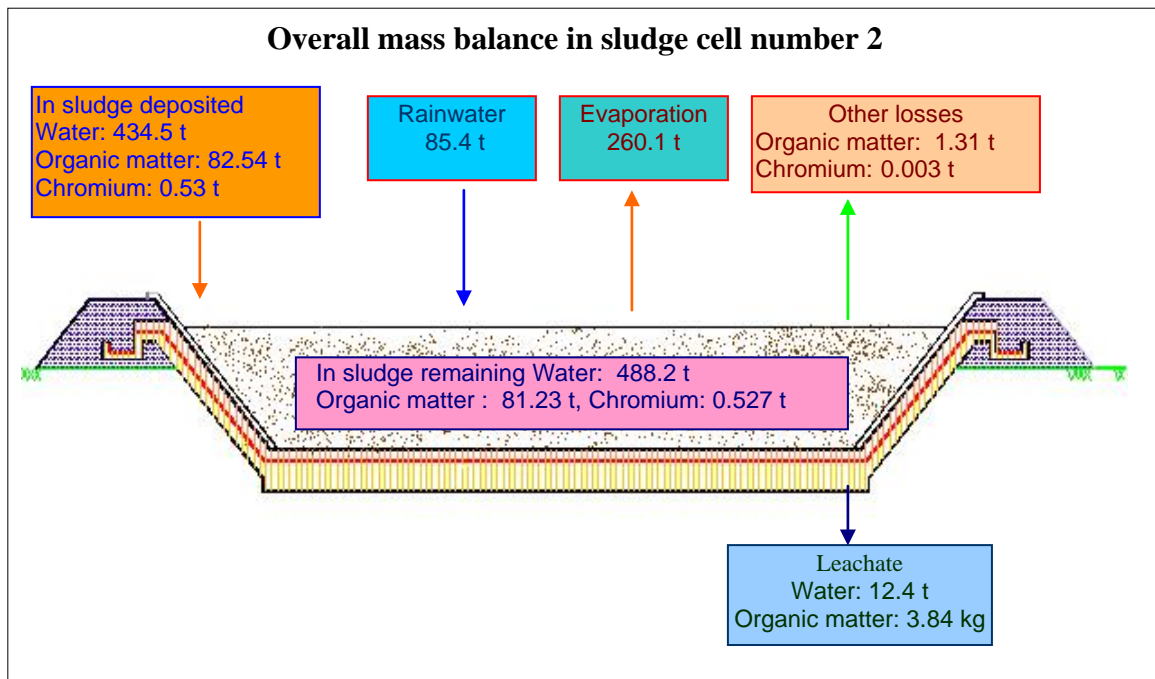 Overall mass balance in sludge cell number 2
In sludge deposited
Water: 434.5 t
Organic matter: 82.54 t
Chromium: 0.53 t
Rainwater
85.4 t
Evaporation
260.1 t
Other losses
Organic matter: 1.31 t
Chromium: 0.003 t
In sludge remaining Water: 488.2 t
Organic matter : 81.23 t, Chromium: 0.527 t
Leachate
Water: 12.4 t
Organic matter: 3.84 kg